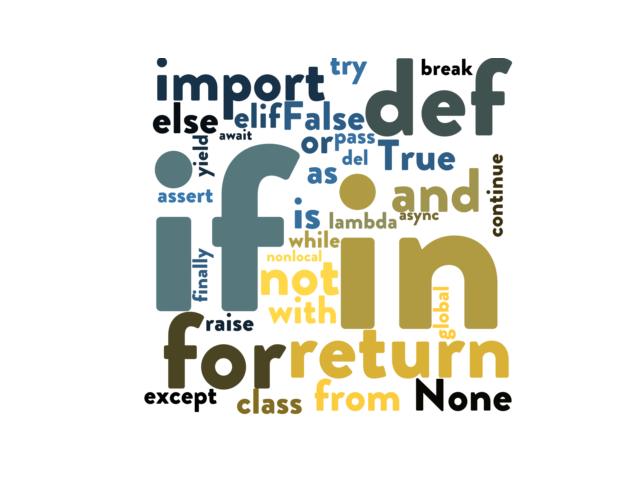 try
break
import
def
else
elif
False
await
or
pass
yield
del
True
as
assert
and
continue
if
in
is
lambda
async
while
nonlocal
finally
not
with
global
raise
for
return
except
class
from
None